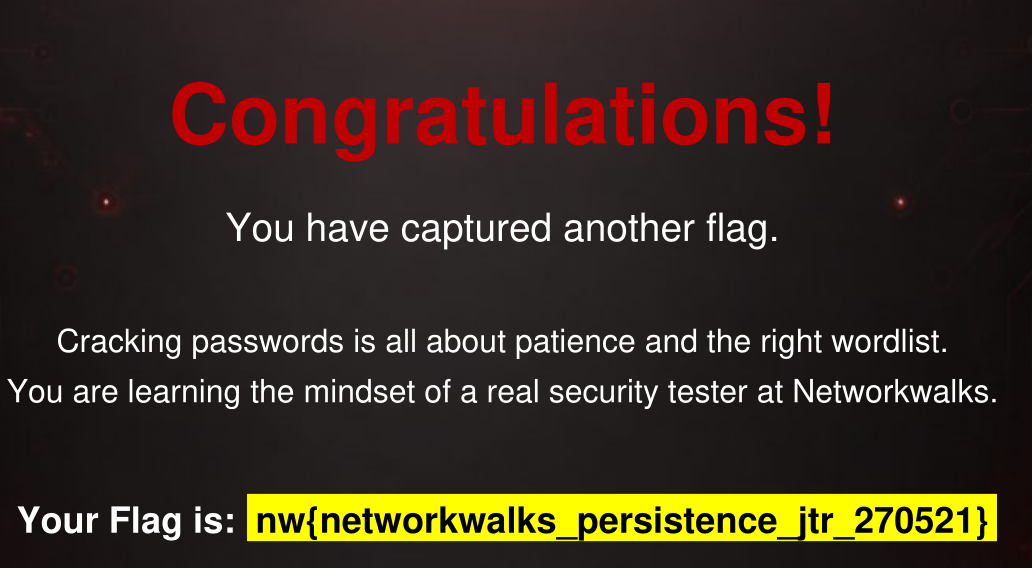 Congratulations!
You have captured another flag.
Cracking passwords is all about patience and the right wordlist.
You are learning the mindset of a real security tester at Networkwalks.
Your Flag is: nw{networkwalks_persistence_jtr_270521}